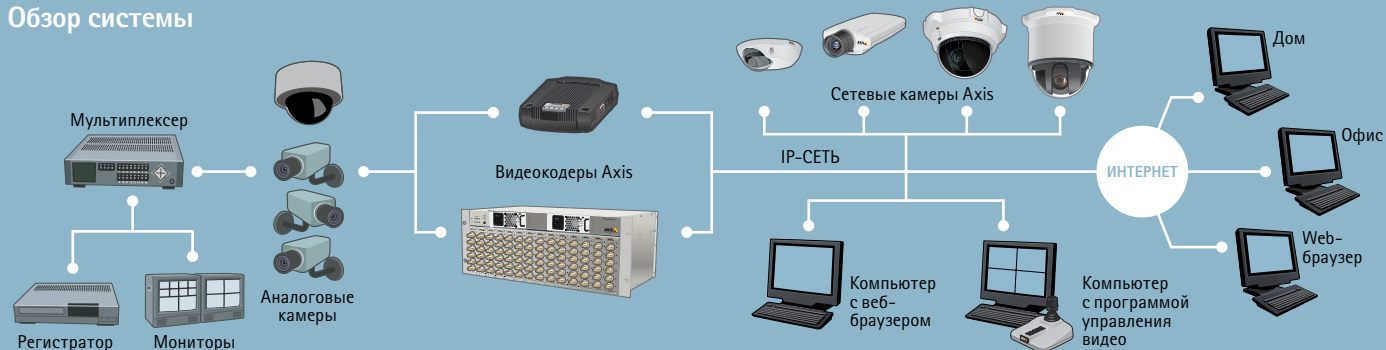 Обзор системы
Мультиплексер
Регистратор
Мониторы
Аналоговые
камеры
Видеокодеры Axis
Сетевые камеры Axis
IP-СЕТЬ
Компьютер
с веб-
браузером
Компьютер
с программой
управления
видео
ИНТЕРНЕТ
Дом
Офис
Web-
браузер